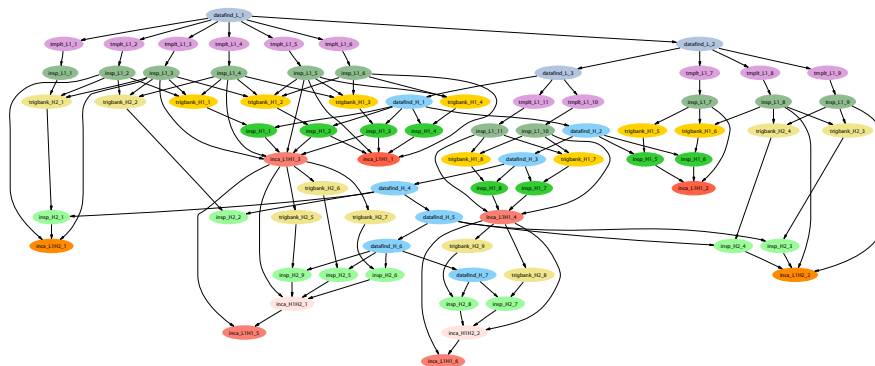 datafind_L_1
tmplt_L1_1 tmplt_L1_2 tmplt_L1_3 tmplt_L1_4 tmplt_L1_5 tmplt_L1_6 datafind_L_2
insp_L1_1 insp_L1_2 insp_L1_3 insp_L1_4 insp_L1_5 insp_L1_6 datafind_L_3 tmplt_L1_7 tmplt_L1_8 tmplt_L1_9
trigbank_H2_1 trigbank_H2_2 trigbank_H1_1 trigbank_H1_2 trigbank_H1_3 datafind_H_1 trigbank_H1_4 tmplt_L1_11 tmplt_L1_10 insp_L1_7 insp_L1_8 insp_L1_9
insp_H1_1 insp_H1_2 insp_H1_3 insp_H1_4 insp_L1_11 insp_L1_10 datafind_H_2 trigbank_H1_5 trigbank_H1_6 trigbank_H2_4 trigbank_H2_3
inca_L1H1_3 inca_L1H1_1 trigbank_H1_8 datafind_H_3 trigbank_H1_7 insp_H1_5 insp_H1_6
trigbank_H2_6 datafind_H_4 insp_H1_8 insp_H1_7 inca_L1H1_2
insp_H2_1 insp_H2_2 trigbank_H2_5 trigbank_H2_7 datafind_H_5 inca_L1H1_4
inca_L1H2_1 datafind_H_6 trigbank_H2_9 insp_H2_4 insp_H2_3
insp_H2_9 insp_H2_5 insp_H2_6 datafind_H_7 trigbank_H2_8 inca_L1H2_2
inca_H1H2_1 insp_H2_8 insp_H2_7
inca_L1H1_5 inca_H1H2_2
inca_L1H1_6